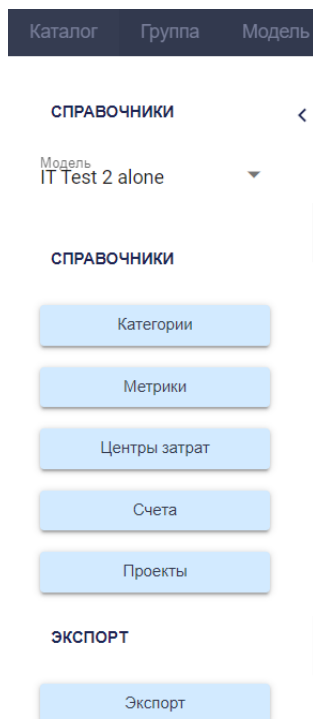 Каталог Группа Модель
СПРАВОЧНИКИ
Модель
IT Test 2 alone
СПРАВОЧНИКИ
Категории
Метрики
Центры затрат
Счета
Проекты
ЭКСПОРТ
Экспорт